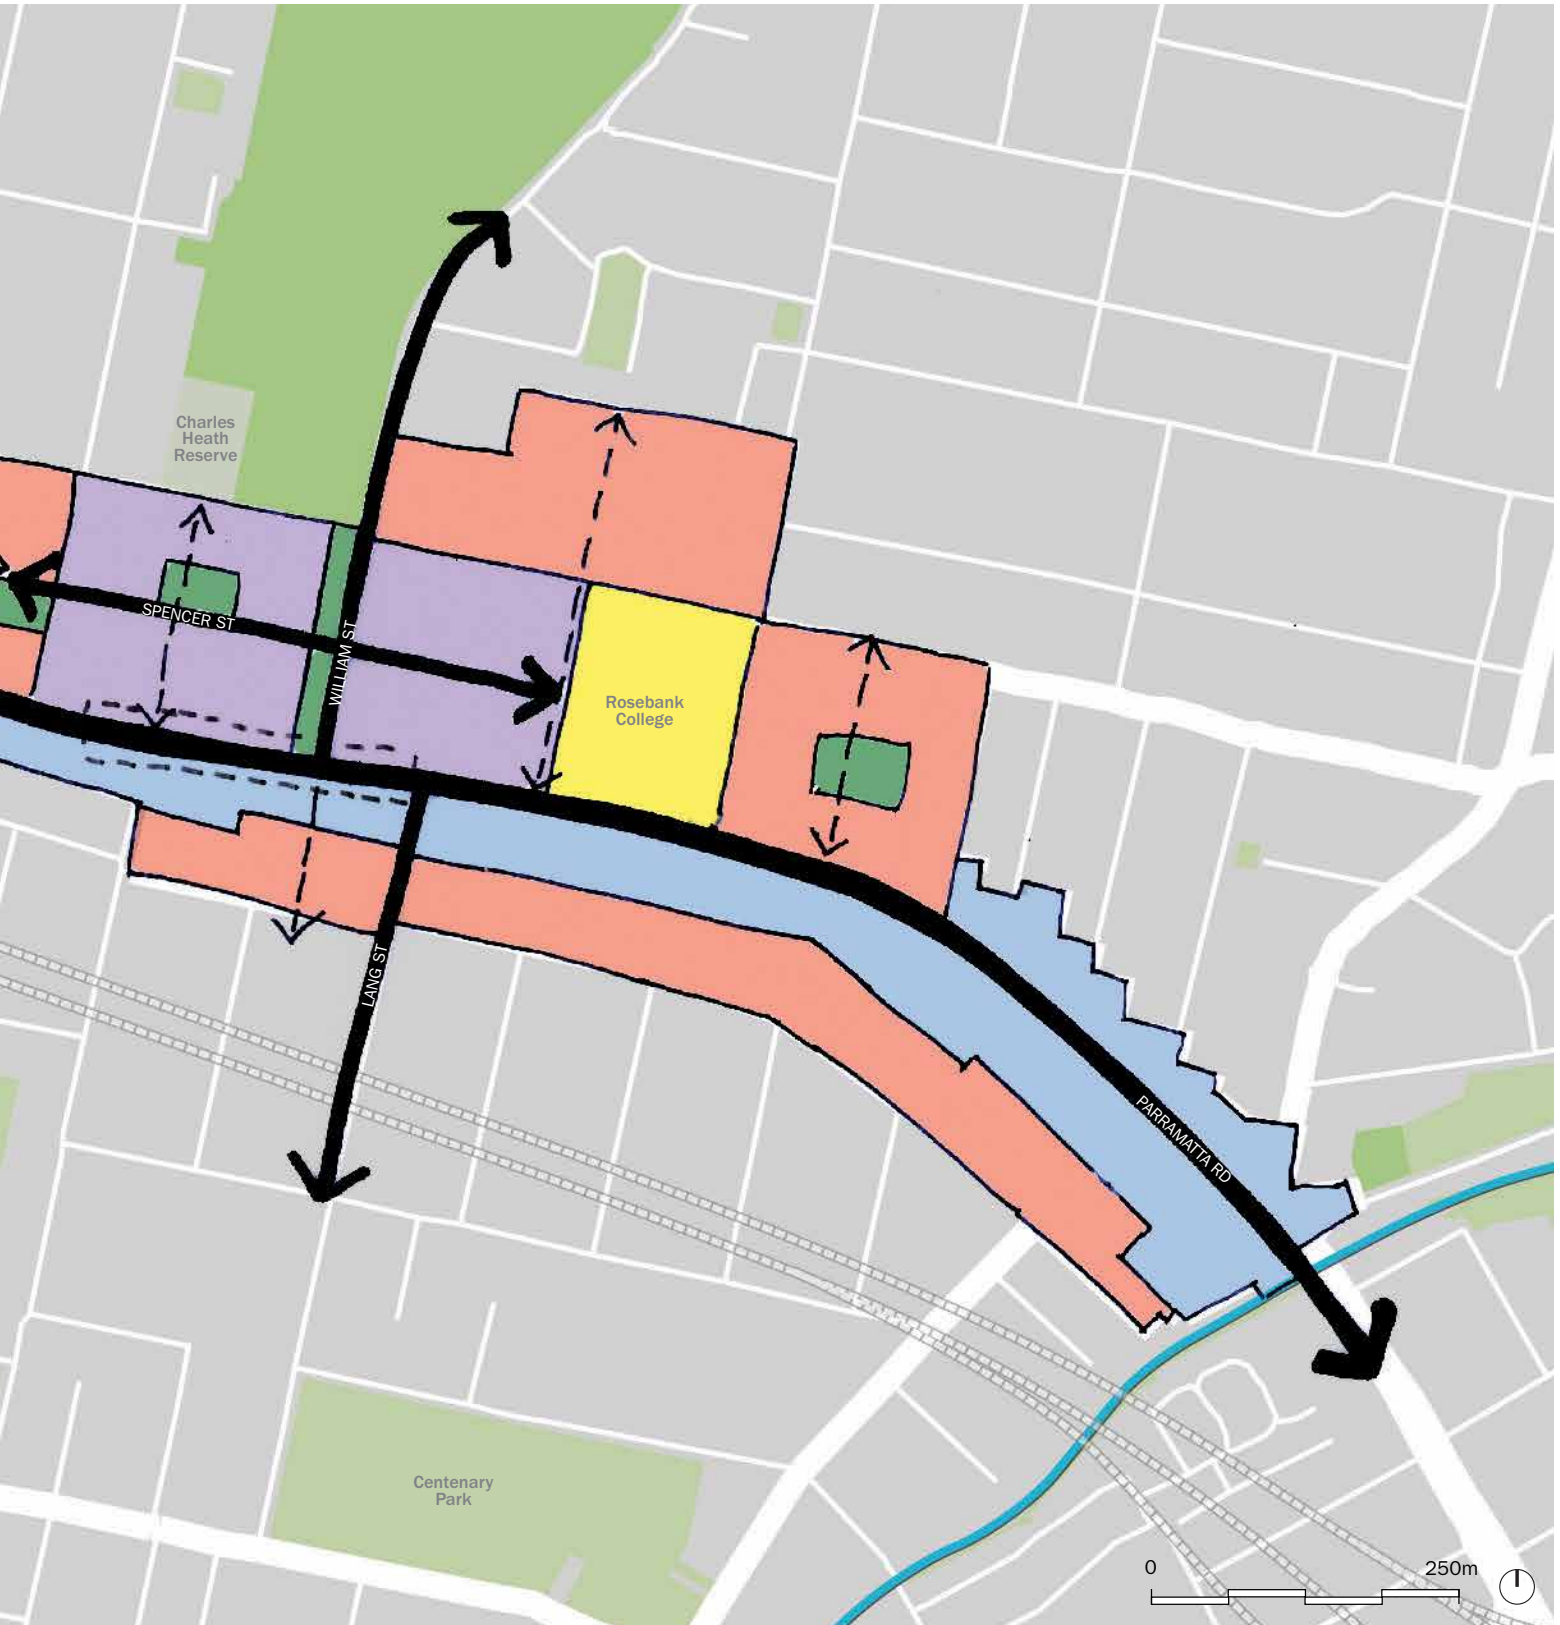 Charles
Heath
Reserve
SPENCER ST
WILLIAM ST
Rosebank
College
LANG ST
PARRAMATTA RD
Centenary
Park
0
250m